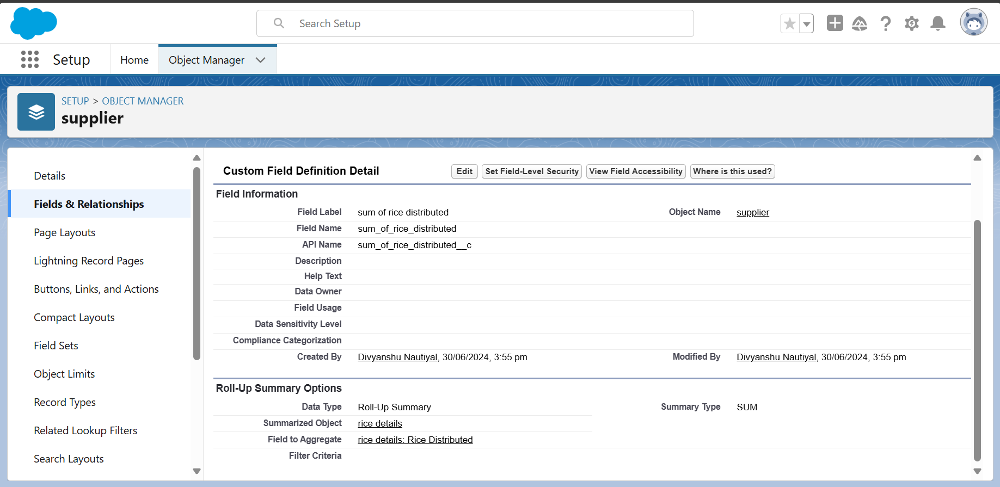 Search Setup
Setup
Home
Object Manager
SETUP > OBJECT MANAGER
supplier
Details
Fields & Relationships
Page Layouts
Lightning Record Pages
Buttons, Links, and Actions
Compact Layouts
Field Sets
Object Limits
Record Types
Related Lookup Filters
Search Layouts
Custom Field Definition Detail
Edit
Set Field-Level Security
View Field Accessibility
Where is this used?
Field Information
Field Label sum of rice distributed Object Name supplier
Field Name sum_of_rice_distributed
API Name sum_of_rice_distributed__c
Description
Help Text
Data Owner
Field Usage
Data Sensitivity Level
Compliance Categorization
Created By Divyanshu Nautiyal, 30/06/2024, 3:55 pm Modified By Divyanshu Nautiyal, 30/06/2024, 3:55 pm
Roll-Up Summary Options
Data Type Roll-Up Summary Summary Type SUM
Summarized Object rice details
Field to Aggregate rice details: Rice Distributed
Filter Criteria